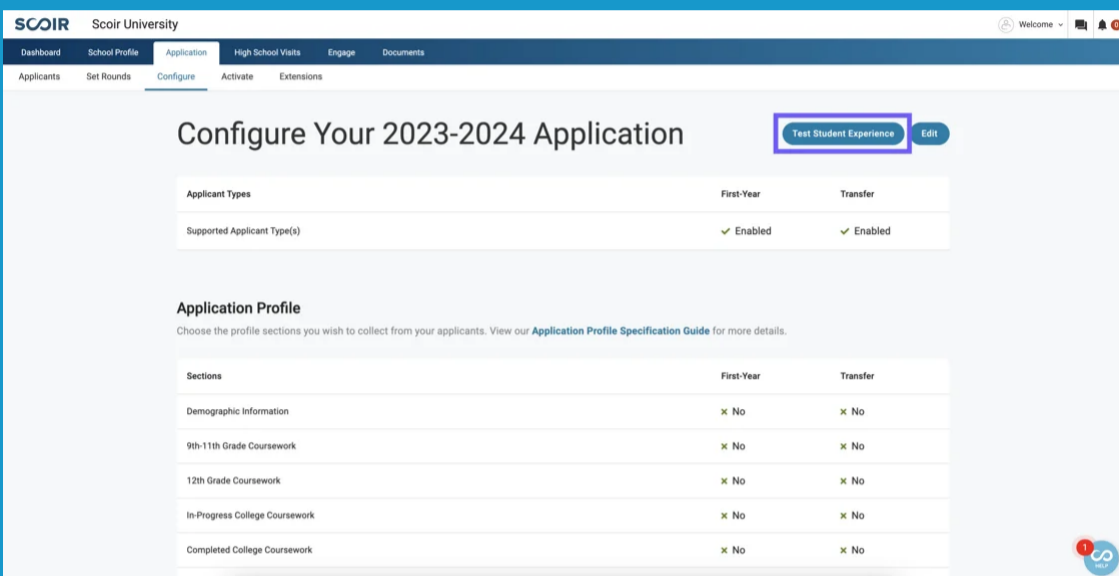 SCOIR Scoir University Welcome 0
Dashboard School Profile Application High School Visits Engage Documents
Applicants Set Rounds Configure Activate Extensions
Configure Your 2023-2024 Application Test Student Experience Edit
Applicant Types First-Year Transfer
Supported Applicant Type(s) Enabled Enabled
Application Profile
Choose the profile sections you wish to collect from your applicants. View our Application Profile Specification Guide for more details.
Sections First-Year Transfer
Demographic Information No No
9th-11th Grade Coursework No No
12th Grade Coursework No No
In-Progress College Coursework No No
Completed College Coursework No No
1
HELP